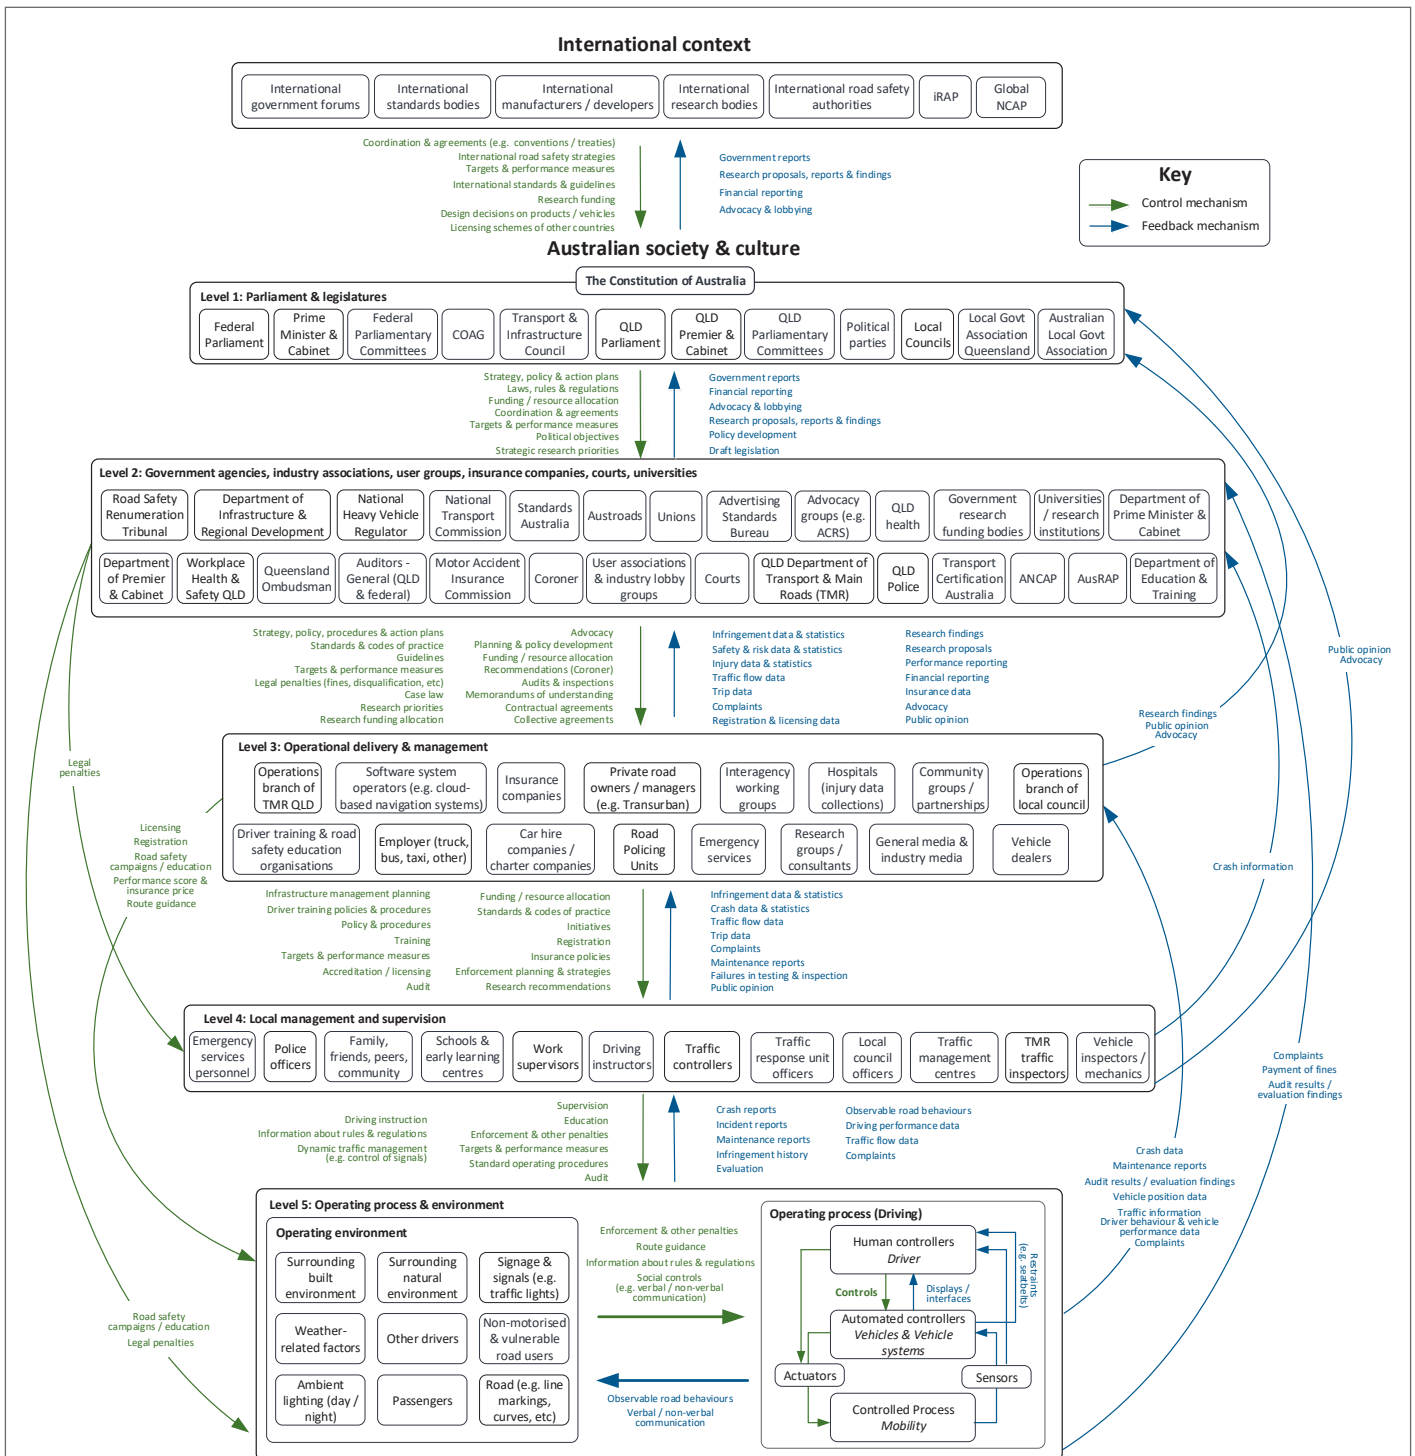 International context
International
government forums
International
standards bodies
International
manufacturers / developers
International
research bodies
International road safety
authorities
iRAP
Global
NCAP
Coordination & agreements (e.g. conventions / treaties)
International road safety strategies
Targets & performance measures
International standards & guidelines
Research funding
Design decisions on products / vehicles
Licensing schemes of other countries
Government reports
Research proposals, reports & findings
Financial reporting
Advocacy & lobbying
Key
Control mechanism
Feedback mechanism
Australian society & culture
The Constitution of Australia
Level 1: Parliament & legislatures
Federal
Parliament
Prime
Minister &
Cabinet
Federal
Parliamentary
Committees
COAG
Transport &
Infrastructure
Council
QLD
Parliament
QLD
Premier &
Cabinet
QLD
Parliamentary
Committees
Political
parties
Local
Councils
Local Govt
Association
Queensland
Australian
Local Govt
Association
Strategy, policy & action plans
Laws, rules & regulations
Funding / resource allocation
Coordination & agreements
Targets & performance measures
Political objectives
Strategic research priorities
Government reports
Financial reporting
Advocacy & lobbying
Research proposals, reports & findings
Policy development
Draft legislation
Level 2: Government agencies, industry associations, user groups, insurance companies, courts, universities
Road Safety
Renumeration
Tribunal
Department of
Infrastructure &
Regional Development
National
Heavy Vehicle
Regulator
National
Transport
Commission
Standards
Australia
Austroads
Unions
Advertising
Standards
Bureau
Advocacy
groups (e.g.
ACRS)
QLD
health
Government
research
funding bodies
Universities
/ research
institutions
Department of
Prime Minister &
Cabinet
Department
of Premier
& Cabinet
Workplace
Health &
Safety QLD
Queensland
Ombudsman
Auditors -
General (QLD
& federal)
Motor Accident
Insurance
Commission
Coroner
User associations
& industry lobby
groups
Courts
QLD Department of
Transport & Main
Roads (TMR)
QLD
Police
Transport
Certification
Australia
ANCAP
AusRAP
Department of
Education &
Training
Strategy, policy, procedures & action plans
Standards & codes of practice
Guidelines
Targets & performance measures
Legal penalties (fines, disqualification, etc)
Case law
Research priorities
Research funding allocation
Advocacy
Planning & policy development
Funding / resource allocation
Recommendations (Coroner)
Audits & inspections
Memorandums of understanding
Contractual agreements
Collective agreements
Infringement data & statistics
Safety & risk data & statistics
Injury data & statistics
Traffic flow data
Trip data
Complaints
Registration & licensing data
Research findings
Research proposals
Performance reporting
Financial reporting
Insurance data
Advocacy
Public opinion
Public opinion
Advocacy
Research findings
Public opinion
Advocacy
Legal
penalties
Level 3: Operational delivery & management
Operations
branch of
TMR QLD
Software system
operators (e.g. cloud-
based navigation systems)
Insurance
companies
Private road
owners / managers
(e.g. Transurban)
Interagency
working
groups
Hospitals
(injury data
collections)
Community
groups /
partnerships
Operations
branch of
local council
Driver training & road
safety education
organisations
Employer (truck,
bus, taxi, other)
Car hire
companies /
charter companies
Road
Policing
Units
Emergency
services
Research
groups /
consultants
General media &
industry media
Vehicle
dealers
Licensing
Registration
Road safety
campaigns / education
Performance score &
insurance price
Route guidance
Crash information
Infrastructure management planning
Driver training policies & procedures
Policy & procedures
Training
Targets & performance measures
Accreditation / licensing
Audit
Funding / resource allocation
Standards & codes of practice
Initiatives
Registration
Insurance policies
Enforcement planning & strategies
Research recommendations
Infringement data & statistics
Crash data & statistics
Traffic flow data
Trip data
Complaints
Maintenance reports
Failures in testing & inspection
Public opinion
Level 4: Local management and supervision
Emergency
services
personnel
Police
officers
Family,
friends, peers,
community
Schools &
early learning
centres
Work
supervisors
Driving
instructors
Traffic
controllers
Traffic
response unit
officers
Local
council
officers
Traffic
management
centres
TMR
traffic
inspectors
Vehicle
inspectors /
mechanics
Complaints
Payment of fines
Audit results /
evaluation findings
Driving instruction
Information about rules & regulations
Dynamic traffic management
(e.g. control of signals)
Supervision
Education
Enforcement & other penalties
Targets & performance measures
Standard operating procedures
Audit
Crash reports
Incident reports
Maintenance reports
Infringement history
Evaluation
Observable road behaviours
Driving performance data
Traffic flow data
Complaints
Crash data
Maintenance reports
Audit results / evaluation findings
Vehicle position data
Traffic information
Driver behaviour & vehicle
performance data
Complaints
Level 5: Operating process & environment
Operating environment
Surrounding
built
environment
Surrounding
natural
environment
Signage &
signals (e.g.
traffic lights)
Weather-
related factors
Other drivers
Non-motorised
& vulnerable
road users
Ambient
lighting (day /
night)
Passengers
Road (e.g. line
markings,
curves, etc)
Enforcement & other penalties
Route guidance
Information about rules & regulations
Social controls
(e.g. verbal / non-verbal
communication)
Observable road behaviours
Verbal / non-verbal
communication
Operating process (Driving)
Human controllers
Driver
Controls
Displays /
interfaces
Restraints
(e.g. seatbelts)
Automated controllers
Vehicles & Vehicle
systems
Actuators
Sensors
Controlled Process
Mobility
Road safety
campaigns / education
Legal penalties